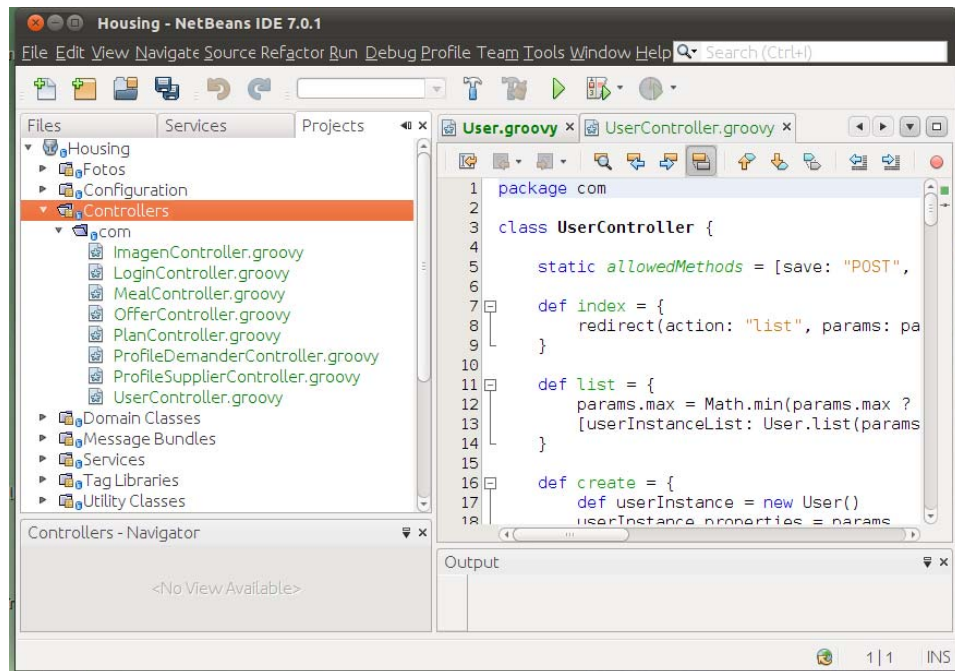 Housing - NetBeans IDE 7.0.1
File Edit View Navigate Source Refactor Run Debug Profile Team Tools Window Help Search (Ctrl+I)
Files Services Projects
Housing
Fotos
Configuration
Controllers
com
ImagenController.groovy
LoginController.groovy
MealController.groovy
OfferController.groovy
PlanController.groovy
ProfileDemanderController.groovy
ProfileSupplierController.groovy
UserController.groovy
Domain Classes
Message Bundles
Services
Tag Libraries
Utility Classes
Controllers - Navigator
<No View Available>
User.groovy UserController.groovy
1 package com
2
3 class UserController {
4
5 static allowedMethods = [save: "POST",
6
7 def index = {
8 redirect(action: "list", params: pa
9 }
10
11 def list = {
12 params.max = Math.min(params.max ?
13 [userInstanceList: User.list(params
14 }
15
16 def create = {
17 def userInstance = new User()
18 userInstance.properties = params
Output
1|1 INS